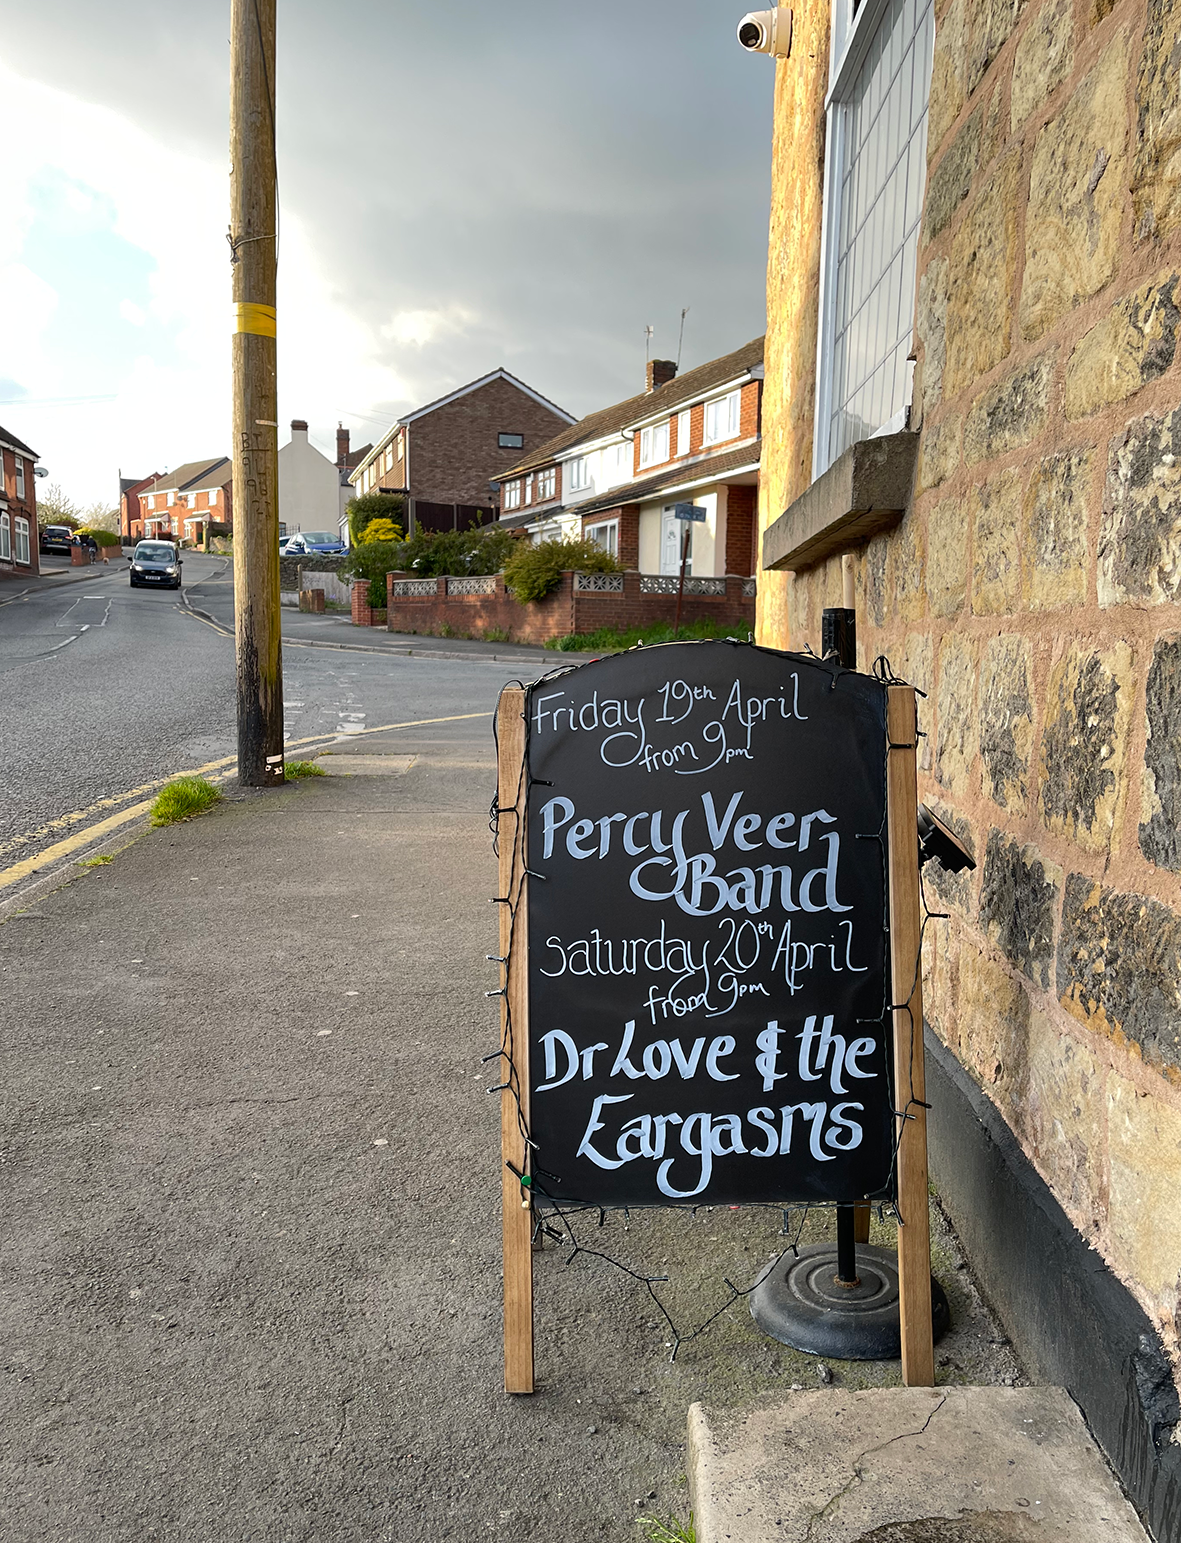 Friday 19th April
from 9pm
Percy Veer
Band
Saturday 20th April
from 9pm
Dr Love & the
Eargasms